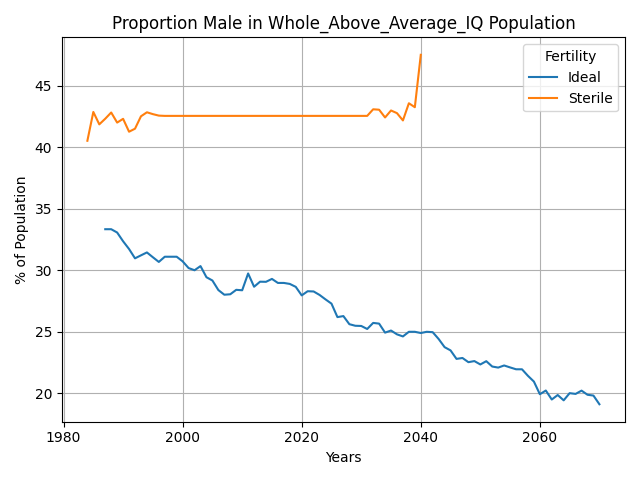 Proportion Male in Whole_Above_Average_IQ Population
Fertility
Ideal
Sterile
% of Population
45
40
35
30
25
20
1980
2000
2020
2040
2060
Years